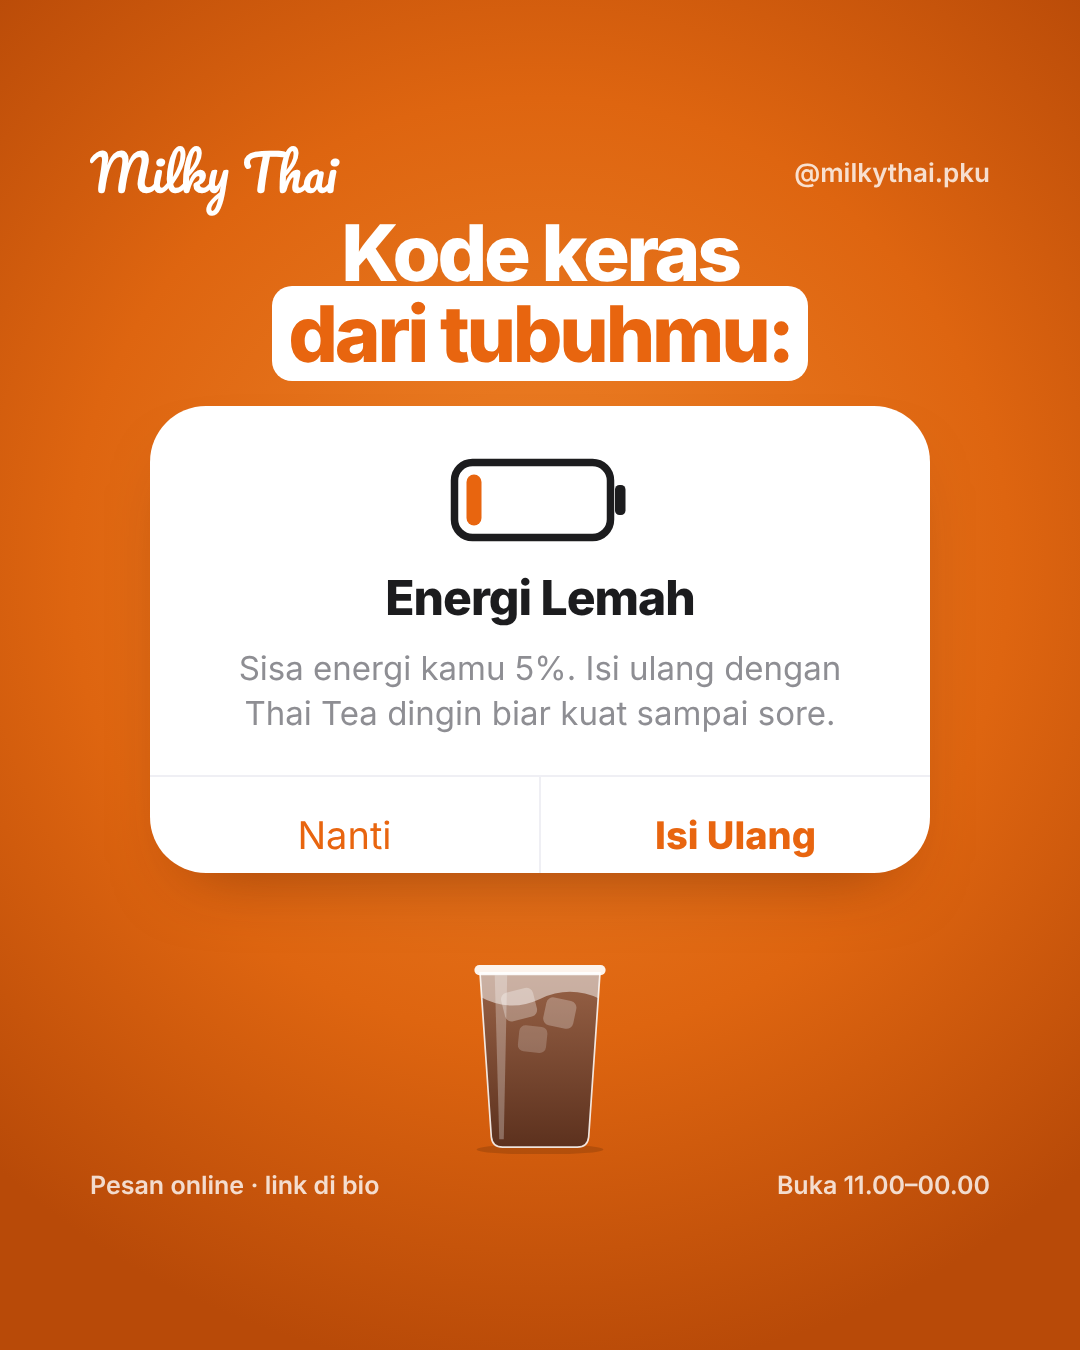 Milky Thai
@milkythai.pku
Kode keras
dari tubuhmu:
Energi Lemah
Sisa energi kamu 5%. Isi ulang dengan
Thai Tea dingin biar kuat sampai sore.
Nanti
Isi Ulang
Pesan online · link di bio
Buka 11.00–00.00